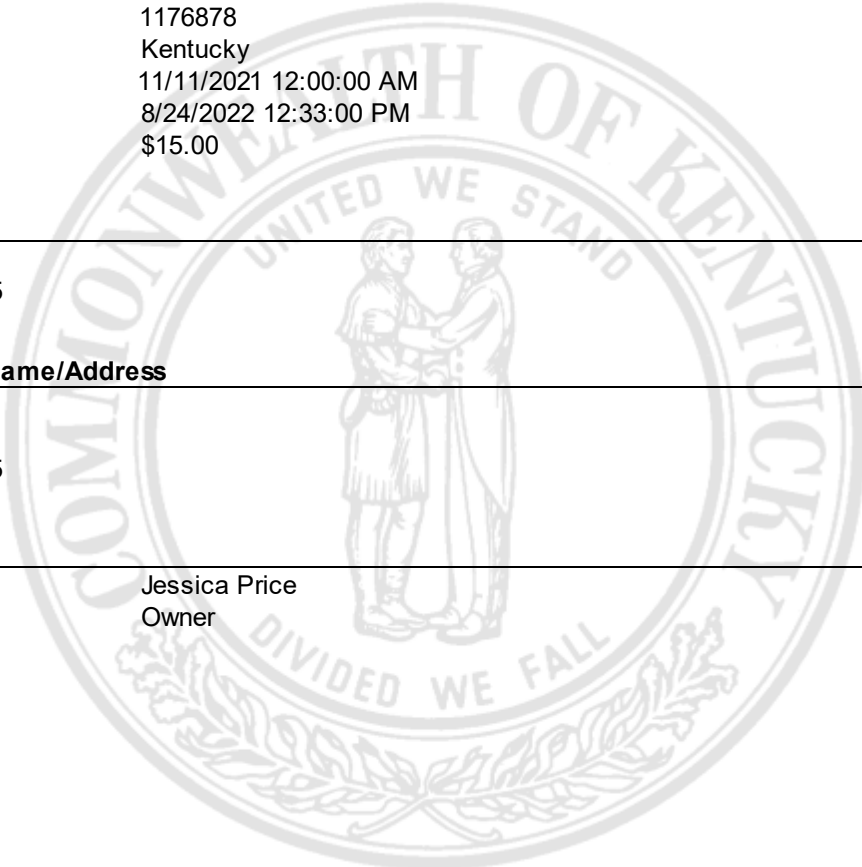 1176878
Kentucky
11/11/2021 12:00:00 AM
8/24/2022 12:33:00 PM
$15.00
ame/Address
Jessica Price
Owner
COMMONWEALTH OF KENTUCKY
UNITED WE STAND
DIVIDED WE FALL